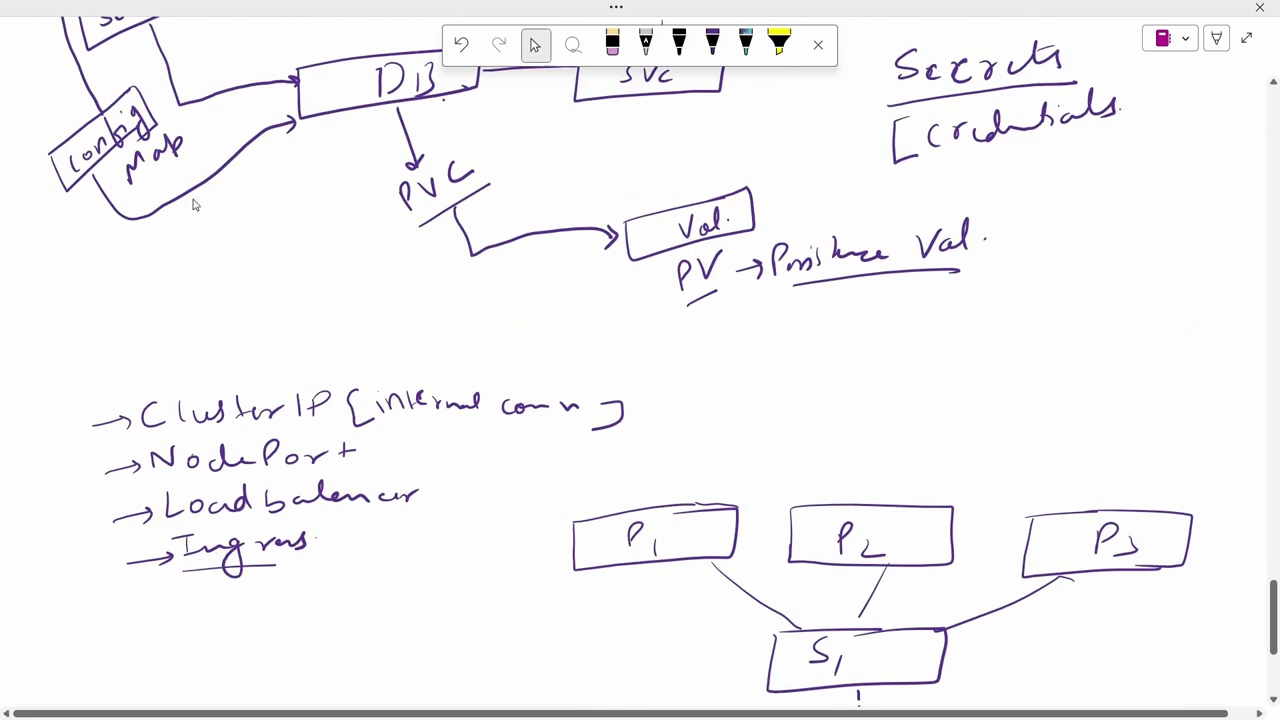 DB
SVC
Secrets
[Credentials.
Config
Map
PVC
Vol.
PV → Persistence Vol.
→ ClusterIP [internal comm]
→ NodePort
→ Loadbalencer
→ Ingress
P1
P2
P3
S1